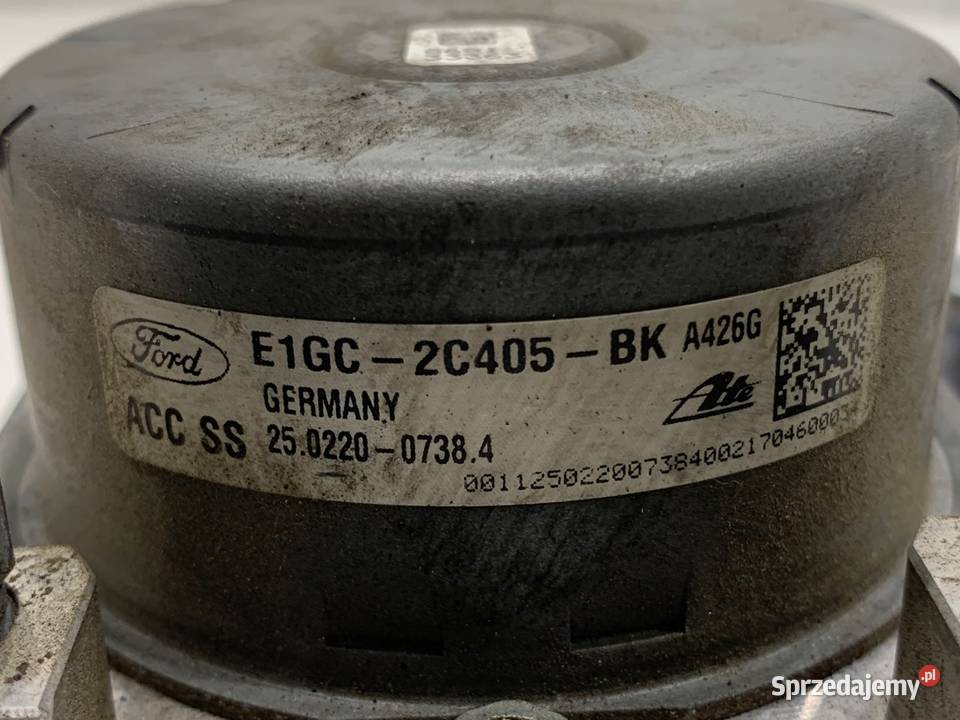 Ford E1GC-2C405-BK A426G
GERMANY
Ate
ACC SS 25.0220-0738.4
Sprzedajemy.pl